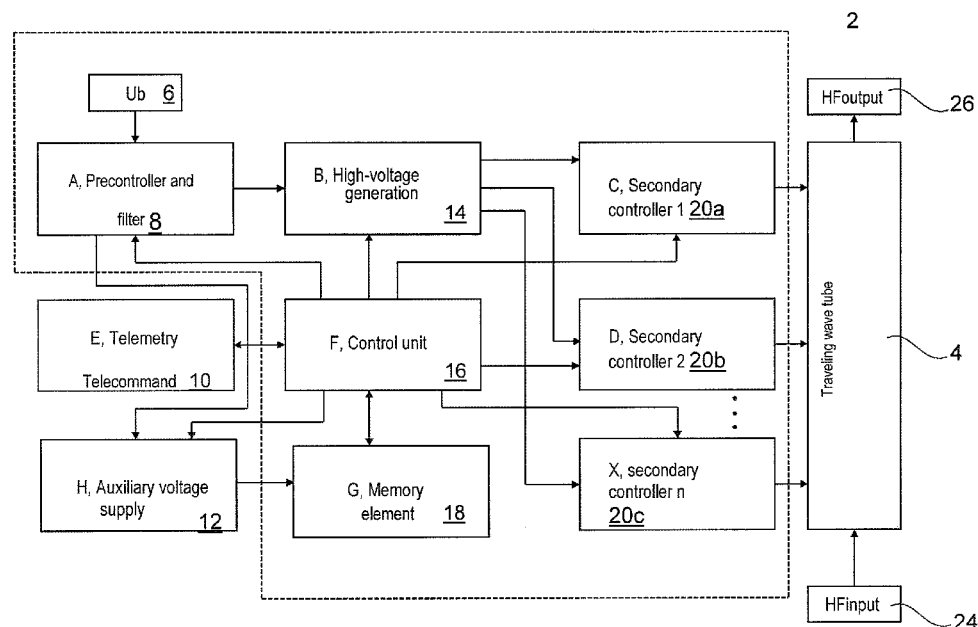 2
Ub 6
HFoutput
26
A, Precontroller and
filter 8
B, High-voltage
generation
14
C, Secondary
controller 1 20a
E, Telemetry
Telecommand 10
F, Control unit
16
D, Secondary
controller 2 20b
Traveling wave tube
4
H, Auxiliary voltage
supply
12
G, Memory
element
18
X, secondary
controller n
20c
HFinput
24